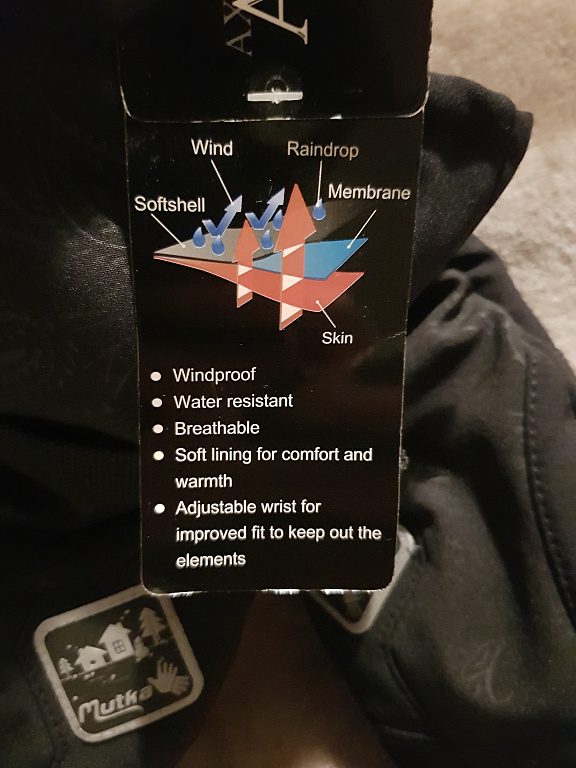 Wind
Raindrop
Membrane
Softshell
Skin
Windproof
Water resistant
Breathable
Soft lining for comfort and
warmth
Adjustable wrist for
improved fit to keep out the
elements
Mutka